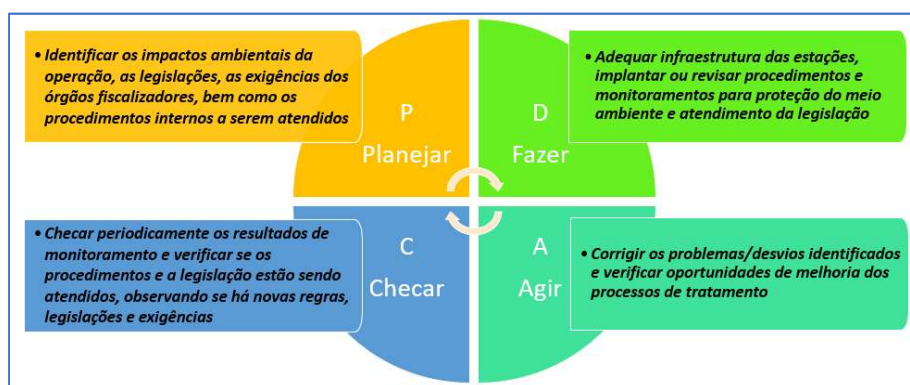 • Identificar os impactos ambientais da
operação, as legislações, as exigências dos
órgãos fiscalizadores, bem como os
procedimentos internos a serem atendidos
P
Planejar
D
Fazer
• Adequar infraestrutura das estações,
implantar ou revisar procedimentos e
monitoramentos para proteção do meio
ambiente e atendimento da legislação
• Checar periodicamente os resultados de
monitoramento e verificar se os
procedimentos e a legislação estão sendo
atendidos, observando se há novas regras,
legislações e exigências
C
Checar
A
Agir
• Corrigir os problemas/desvios identificados
e verificar oportunidades de melhoria dos
processos de tratamento